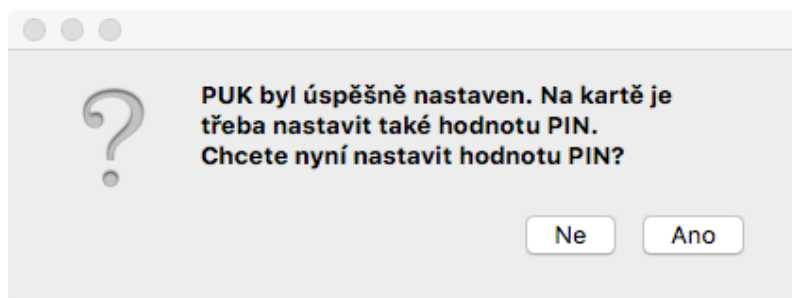 PUK byl úspěšně nastaven. Na kartě je
třeba nastavit také hodnotu PIN.
Chcete nyní nastavit hodnotu PIN?
Ne Ano